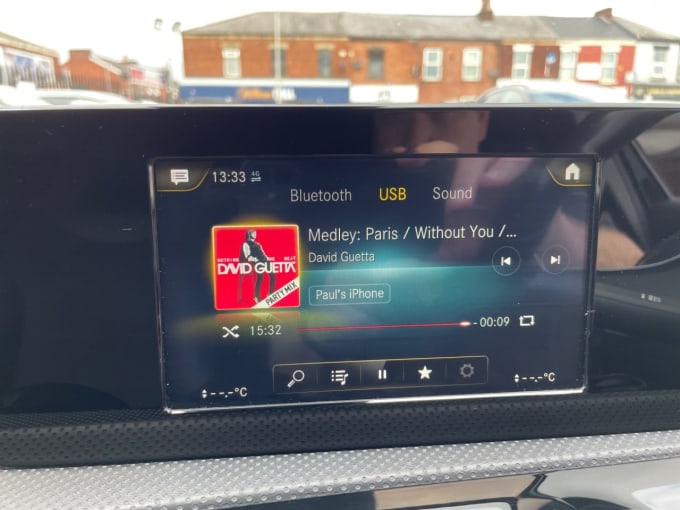 13:33 4G
Bluetooth USB Sound
Medley: Paris / Without You /...
David Guetta
NOTHING BUT THE BEAT
DAVID GUETTA
PARTY MIX
Paul's iPhone
15:32 -00:09
--.-°C --.-°C